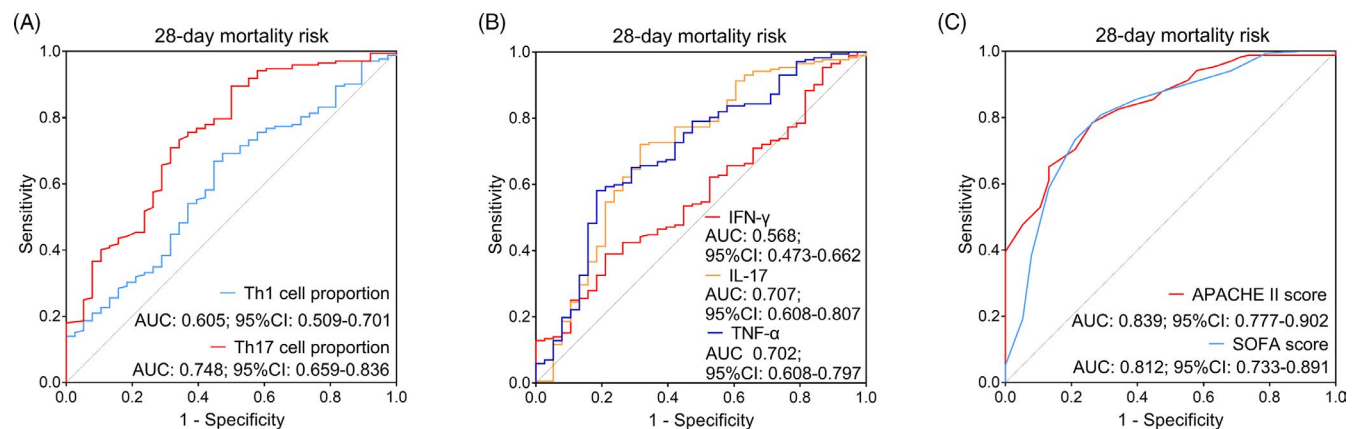 (A)
28-day mortality risk
Sensitivity
1.0
0.8
0.6
0.4
0.2
0.0
Th1 cell proportion
AUC: 0.605; 95%CI: 0.509-0.701
Th17 cell proportion
AUC: 0.748; 95%CI: 0.659-0.836
0.0 0.2 0.4 0.6 0.8 1.0
1 - Specificity
(B)
28-day mortality risk
Sensitivity
1.0
0.8
0.6
0.4
0.2
0.0
IFN-γ
AUC: 0.568;
95%CI: 0.473-0.662
IL-17
AUC: 0.707;
95%CI: 0.608-0.807
TNF-α
AUC 0.702;
95%CI: 0.608-0.797
0.0 0.2 0.4 0.6 0.8 1.0
1 - Specificity
(C)
28-day mortality risk
Sensitivity
1.0
0.8
0.6
0.4
0.2
0.0
APACHE II score
AUC: 0.839; 95%CI: 0.777-0.902
SOFA score
AUC: 0.812; 95%CI: 0.733-0.891
0.0 0.2 0.4 0.6 0.8 1.0
1 - Specificity